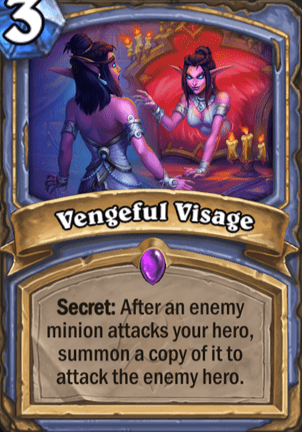 3
Vengeful Visage
Secret: After an enemy
minion attacks your hero,
summon a copy of it to
attack the enemy hero.